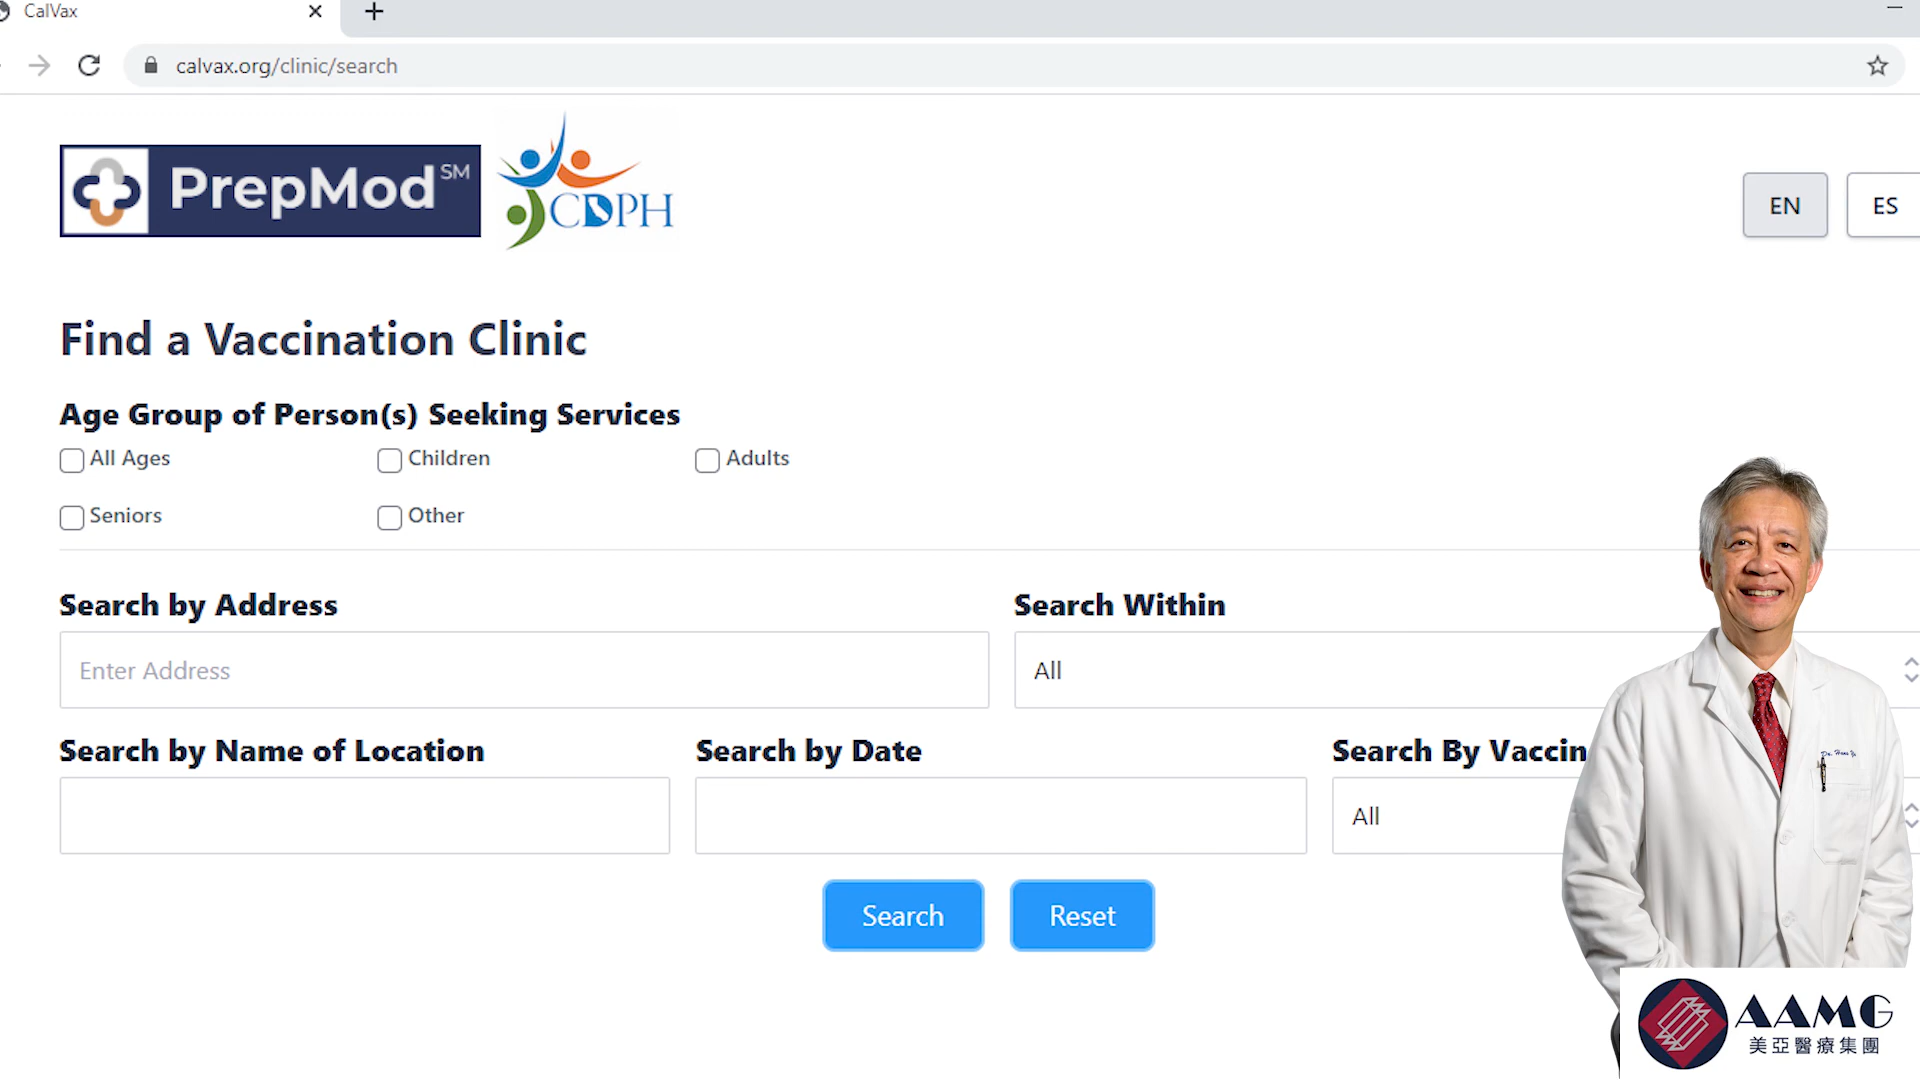 CalVax
calvax.org/clinic/search
PrepMod SM
CDPH
EN
ES
Find a Vaccination Clinic
Age Group of Person(s) Seeking Services
All Ages
Children
Adults
Seniors
Other
Search by Address
Search Within
Enter Address
All
Search by Name of Location
Search by Date
Search By Vaccin
All
Search
Reset
AAMG
美亞醫療集團